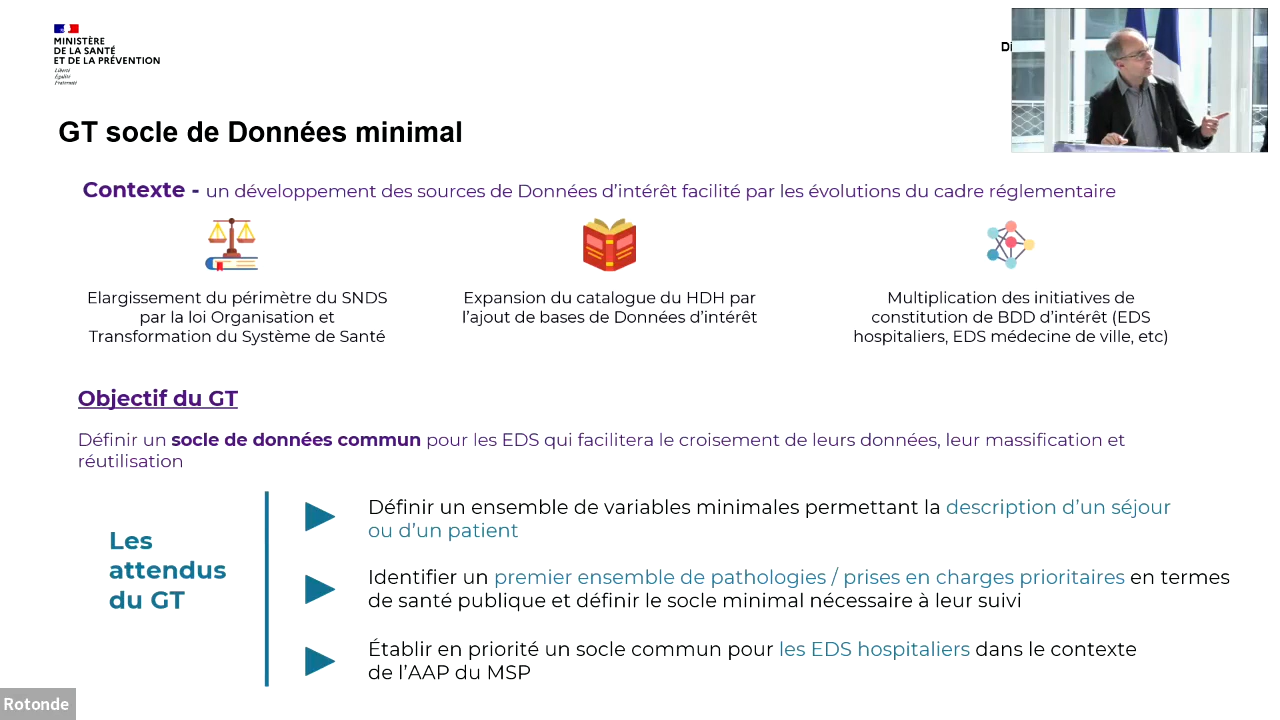 MINISTÈRE
DE LA SANTÉ
ET DE LA PRÉVENTION
Liberté
Égalité
Fraternité
Di
GT socle de Données minimal
Contexte - un développement des sources de Données d'intérêt facilité par les évolutions du cadre réglementaire
Elargissement du périmètre du SNDS
par la loi Organisation et
Transformation du Système de Santé
Expansion du catalogue du HDH par
l'ajout de bases de Données d'intérêt
Multiplication des initiatives de
constitution de BDD d'intérêt (EDS
hospitaliers, EDS médecine de ville, etc)
Objectif du GT
Définir un socle de données commun pour les EDS qui facilitera le croisement de leurs données, leur massification et
réutilisation
Les
attendus
du GT
Définir un ensemble de variables minimales permettant la description d'un séjour
ou d'un patient
Identifier un premier ensemble de pathologies / prises en charges prioritaires en termes
de santé publique et définir le socle minimal nécessaire à leur suivi
Établir en priorité un socle commun pour les EDS hospitaliers dans le contexte
de l'AAP du MSP
Rotonde